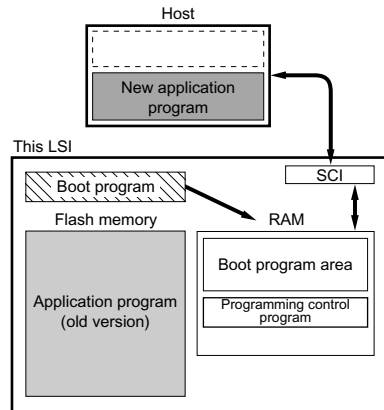 Host
New application
program
This LSI
SCI
Boot program
Flash memory
RAM
Application program
(old version)
Boot program area
Programming control
program